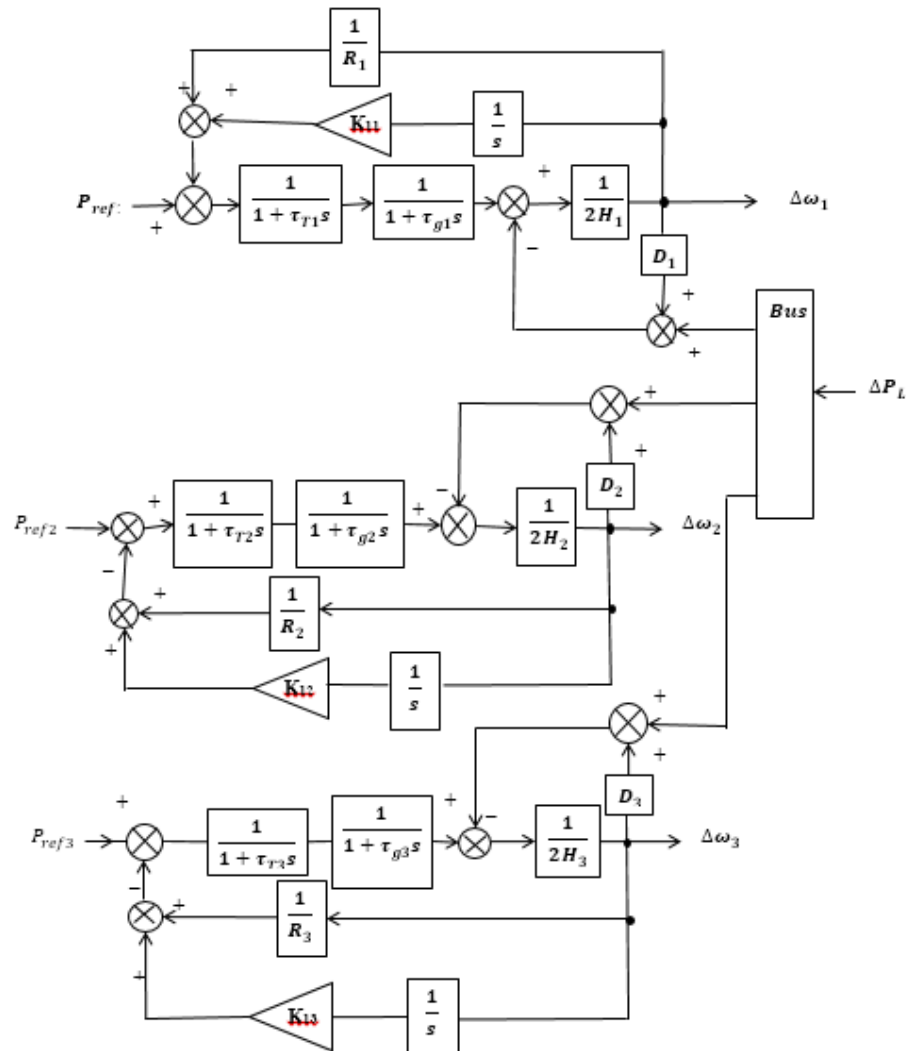 1
R₁
+
+
K₁₁
1
s
P_ref1
+
1
1 + τ_T1 s
1
1 + τ_g1 s
+
−
1
2H₁
Δω₁
D₁
+
+
Bus
ΔP_L
+
+
D₂
−
P_ref2
+
−
1
1 + τ_T2 s
1
1 + τ_g2 s
+
1
2H₂
Δω₂
+
1
R₂
+
K₁₂
1
s
+
+
D₃
−
+
P_ref3
+
−
1
1 + τ_T3 s
1
1 + τ_g3 s
1
2H₃
Δω₃
+
1
R₃
+
K₁₃
1
s